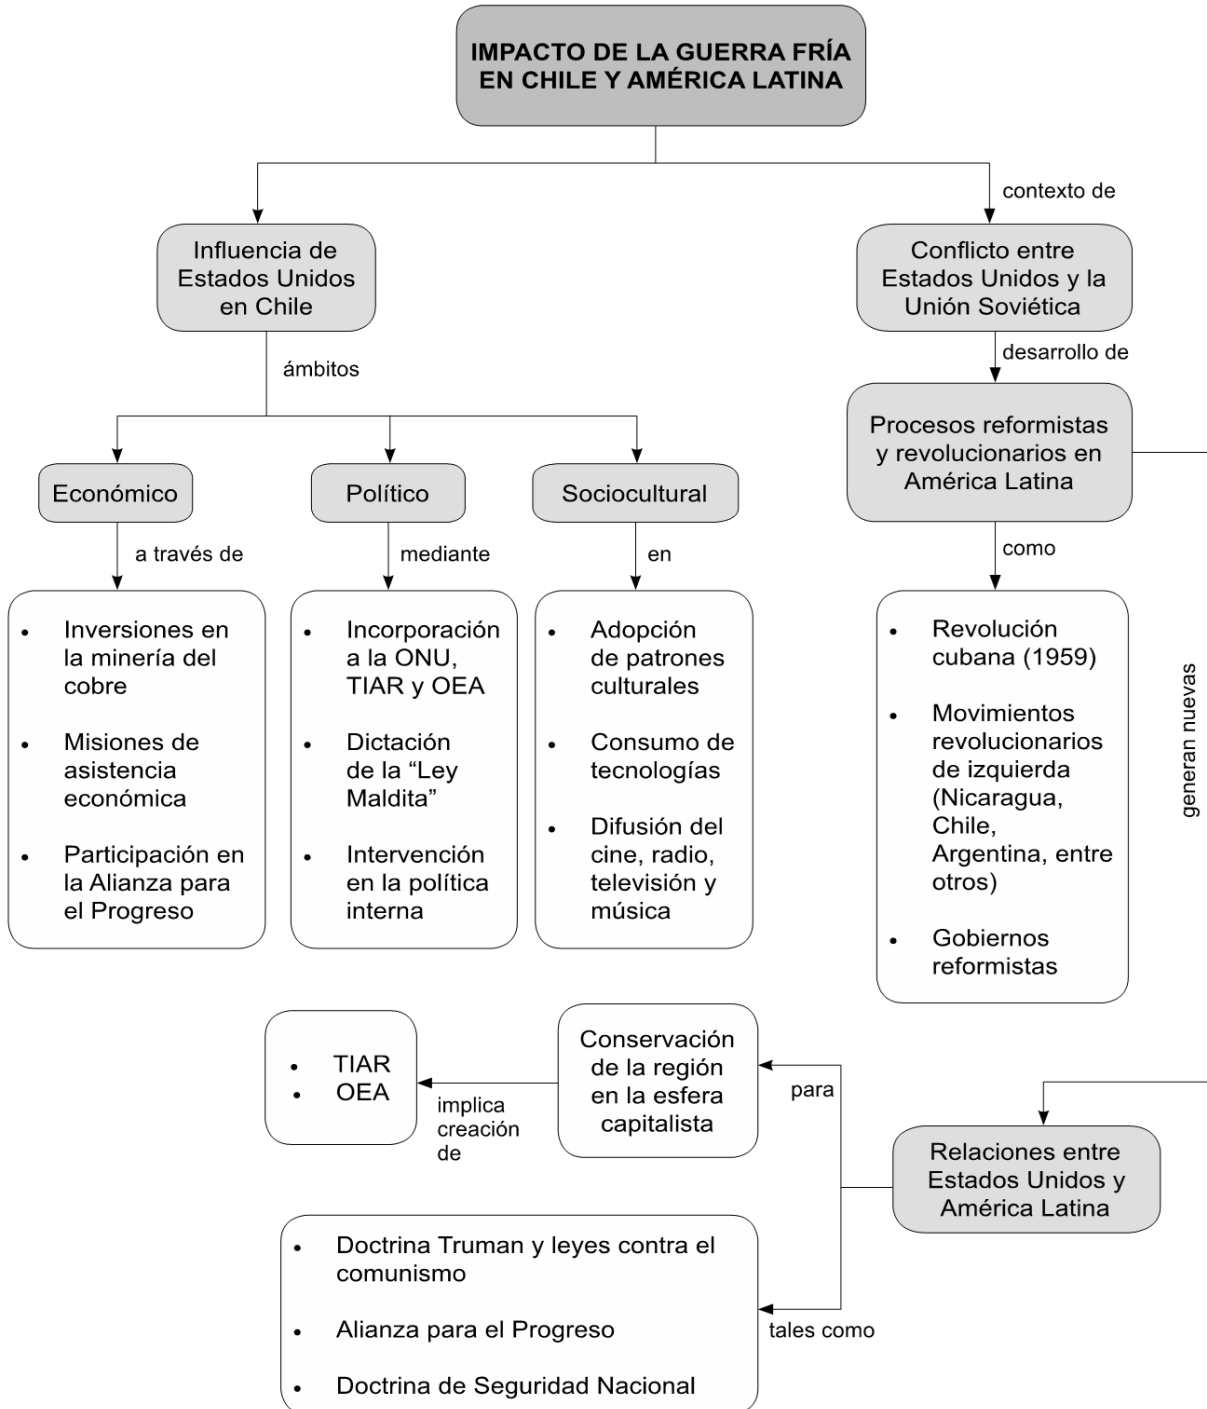 IMPACTO DE LA GUERRA FRÍA
EN CHILE Y AMÉRICA LATINA
contexto de
Influencia de
Estados Unidos
en Chile
Conflicto entre
Estados Unidos y la
Unión Soviética
ámbitos
desarrollo de
Procesos reformistas
y revolucionarios en
América Latina
Económico
Político
Sociocultural
a través de
mediante
en
como
• Inversiones en
la minería del
cobre
• Misiones de
asistencia
económica
• Participación en
la Alianza para
el Progreso
• Incorporación
a la ONU,
TIAR y OEA
• Dictación
de la “Ley
Maldita”
• Intervención
en la política
interna
• Adopción
de patrones
culturales
• Consumo de
tecnologías
• Difusión del
cine, radio,
televisión y
música
• Revolución
cubana (1959)
• Movimientos
revolucionarios
de izquierda
(Nicaragua,
Chile,
Argentina, entre
otros)
• Gobiernos
reformistas
generan nuevas
• TIAR
• OEA
implica
creación
de
Conservación
de la región
en la esfera
capitalista
para
Relaciones entre
Estados Unidos y
América Latina
• Doctrina Truman y leyes contra el
comunismo
• Alianza para el Progreso
• Doctrina de Seguridad Nacional
tales como